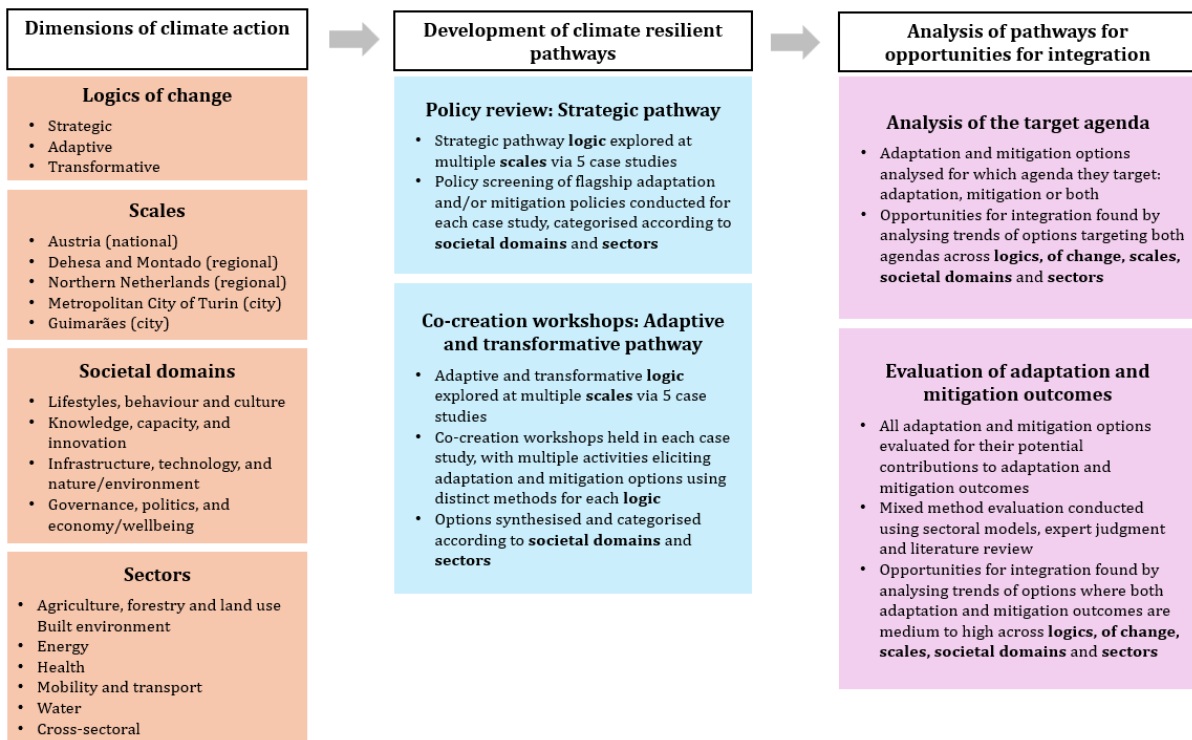 Dimensions of climate action
Logics of change
• Strategic
• Adaptive
• Transformative
Scales
• Austria (national)
• Dehesa and Montado (regional)
• Northern Netherlands (regional)
• Metropolitan City of Turin (city)
• Guimarães (city)
Societal domains
• Lifestyles, behaviour and culture
• Knowledge, capacity, and
innovation
• Infrastructure, technology, and
nature/environment
• Governance, politics, and
economy/wellbeing
Sectors
• Agriculture, forestry and land use
Built environment
• Energy
• Health
• Mobility and transport
• Water
• Cross-sectoral
Development of climate resilient
pathways
Policy review: Strategic pathway
• Strategic pathway logic explored at
multiple scales via 5 case studies
• Policy screening of flagship adaptation
and/or mitigation policies conducted for
each case study, categorised according to
societal domains and sectors
Co-creation workshops: Adaptive
and transformative pathway
• Adaptive and transformative logic
explored at multiple scales via 5 case
studies
• Co-creation workshops held in each case
study, with multiple activities eliciting
adaptation and mitigation options using
distinct methods for each logic
• Options synthesised and categorised
according to societal domains and
sectors
Analysis of pathways for
opportunities for integration
Analysis of the target agenda
• Adaptation and mitigation options
analysed for which agenda they target:
adaptation, mitigation or both
• Opportunities for integration found by
analysing trends of options targeting both
agendas across logics, of change, scales,
societal domains and sectors
Evaluation of adaptation and
mitigation outcomes
• All adaptation and mitigation options
evaluated for their potential
contributions to adaptation and
mitigation outcomes
• Mixed method evaluation conducted
using sectoral models, expert judgment
and literature review
• Opportunities for integration found by
analysing trends of options where both
adaptation and mitigation outcomes are
medium to high across logics, of change,
scales, societal domains and sectors